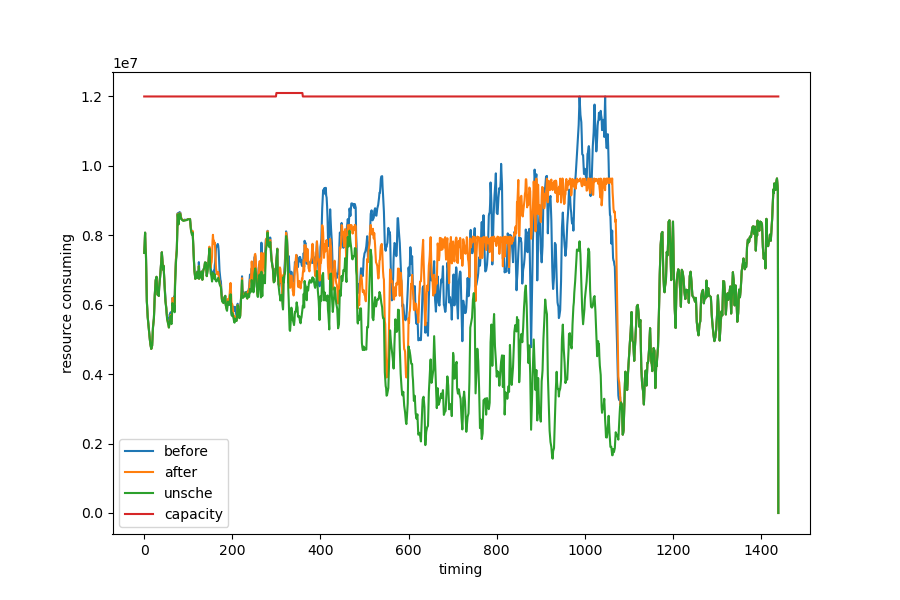 1e7
1.2
1.0
0.8
0.6
0.4
0.2
0.0
resource consuming
before
after
unsche
capacity
0 200 400 600 800 1000 1200 1400
timing